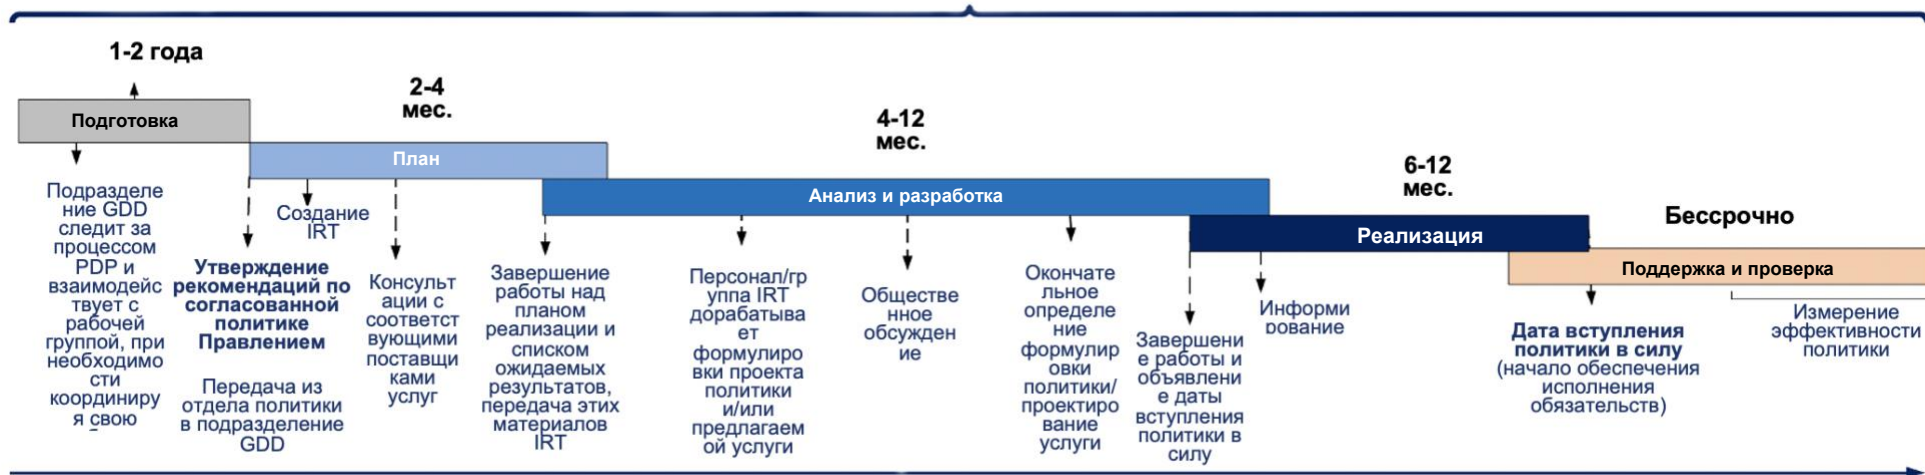 1-2 года
Подготовка
Подразделе
ние GDD
следит за
процессом
PDP и
взаимодейс
твует с
рабочей
группой, при
необходимо
сти
координиру
я свою
2-4
мес.
План
Утверждение
рекомендаций по
согласованной
политике
Правлением
Передача из
отдела политики
в подразделение
GDD
Создание
IRT
Консульт
ации с
соответст
вующими
поставщи
ками
услуг
4-12
мес.
Анализ и разработка
Завершение
работы над
планом
реализации и
списком
ожидаемых
результатов,
передача этих
материалов
IRT
Персонал/гр
уппа IRT
дорабатыва
ет
формулиро
вки проекта
политики
и/или
предлагаем
ой услуги
Обществе
нное
обсужден
ие
Окончате
льное
определе
ние
формулир
овки
политики/
проектиро
вание
услуги
6-12
мес.
Реализация
Завершени
е работы и
объявлени
е даты
вступления
политики в
силу
Информи
рование
Бессрочно
Поддержка и проверка
Дата вступления
политики в силу
(начало обеспечения
исполнения
обязательств)
Измерение
эффективности
политики